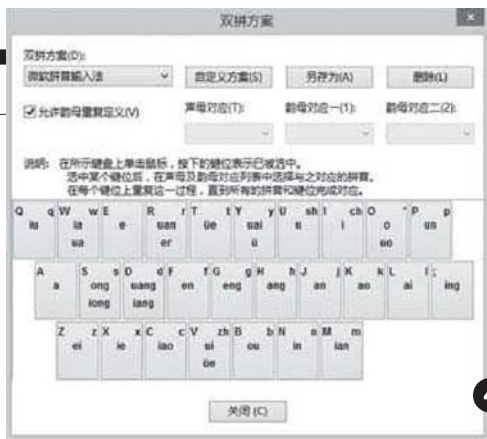 双拼方案
双拼方案(D):
微软拼音输入法 自定义方案(S) 另存为(A) 删除(L)
允许韵母重复定义(V) 声母对应(T): 韵母对应一(1): 韵母对应二(2):
说明: 在所示键盘上单击鼠标，按下的键位表示已被选中。
选中某个键位后，在声母及韵母对应列表中选择与之对应的拼音。
在每个键位上重复这一过程，直到所有的拼音和键位完成对应。
Q q W w E R r T t Y y U sh I ch O ' P p
iu ia e uan üe uai u i o un
ua er ü uo
A S s D d F f G g H h J j K k L l ;
a ong uang en eng ang an ao ai ing
iong iang
Z z X x C c V zh B b N n M m
ei ie iao ui ou in ian
üe
关闭 (C)